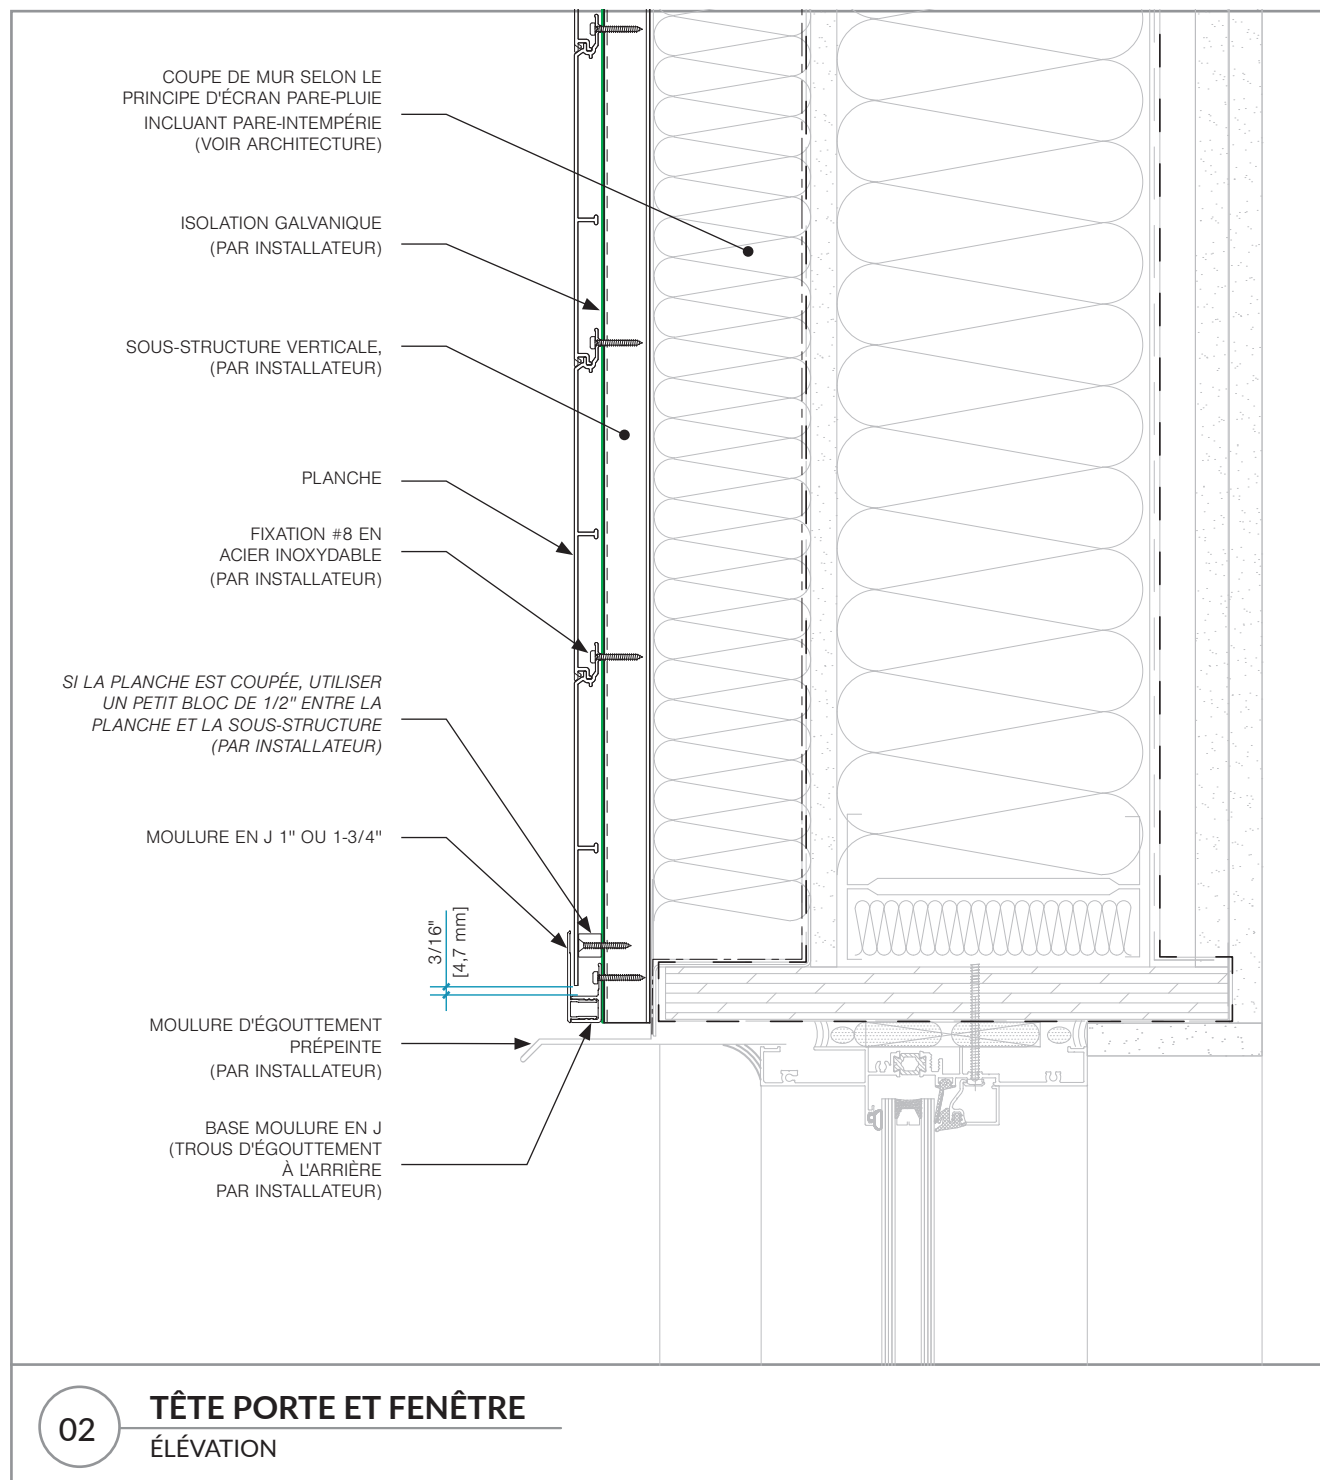 COUPE DE MUR SELON LE
PRINCIPE D'ÉCRAN PARE-PLUIE
INCLUANT PARE-INTEMPÉRIE
(VOIR ARCHITECTURE)
ISOLATION GALVANIQUE
(PAR INSTALLATEUR)
SOUS-STRUCTURE VERTICALE,
(PAR INSTALLATEUR)
PLANCHE
FIXATION #8 EN
ACIER INOXYDABLE
(PAR INSTALLATEUR)
SI LA PLANCHE EST COUPÉE, UTILISER
UN PETIT BLOC DE 1/2" ENTRE LA
PLANCHE ET LA SOUS-STRUCTURE
(PAR INSTALLATEUR)
MOULURE EN J 1" OU 1-3/4"
3/16"
[4,7 mm]
MOULURE D'ÉGOUTTEMENT
PRÉPEINTE
(PAR INSTALLATEUR)
BASE MOULURE EN J
(TROUS D'ÉGOUTTEMENT
À L'ARRIÈRE
PAR INSTALLATEUR)
02
TÊTE PORTE ET FENÊTRE
ÉLÉVATION